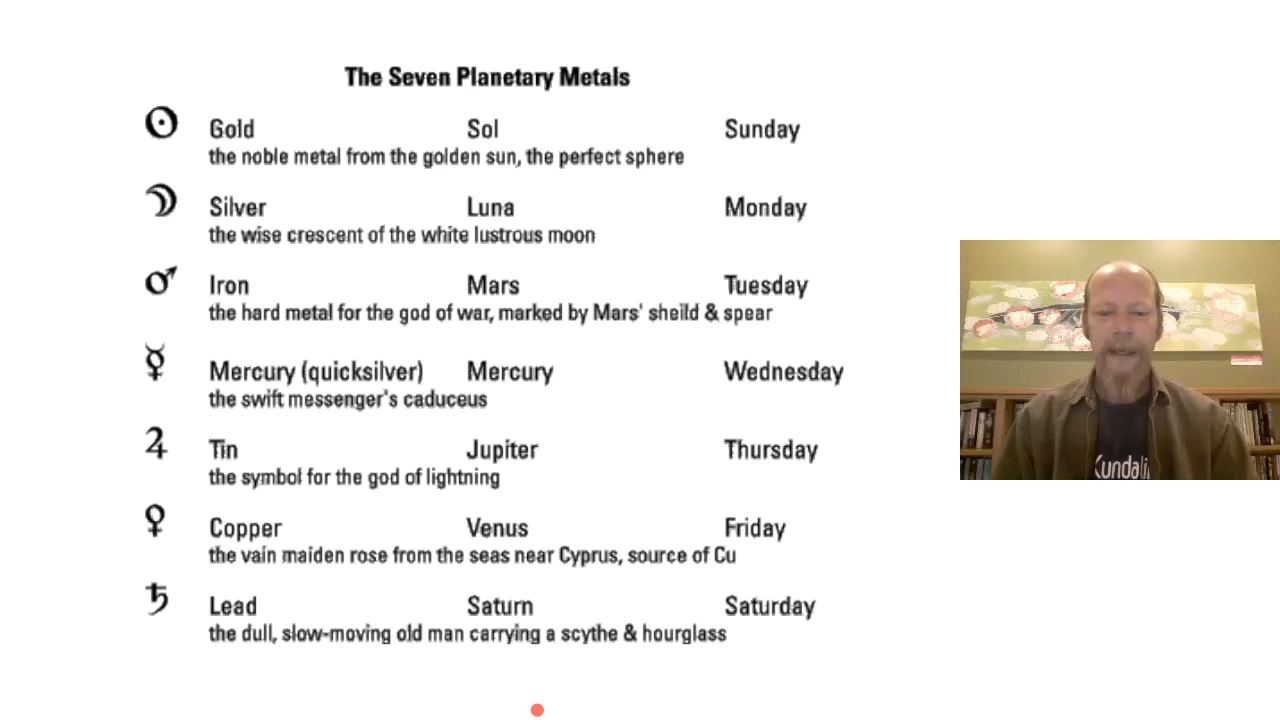 The Seven Planetary Metals
☉ Gold Sol Sunday
the noble metal from the golden sun, the perfect sphere
☽ Silver Luna Monday
the wise crescent of the white lustrous moon
♂ Iron Mars Tuesday
the hard metal for the god of war, marked by Mars' sheild & spear
☿ Mercury (quicksilver) Mercury Wednesday
the swift messenger's caduceus
♃ Tin Jupiter Thursday
the symbol for the god of lightning
♀ Copper Venus Friday
the vain maiden rose from the seas near Cyprus, source of Cu
♄ Lead Saturn Saturday
the dull, slow-moving old man carrying a scythe & hourglass